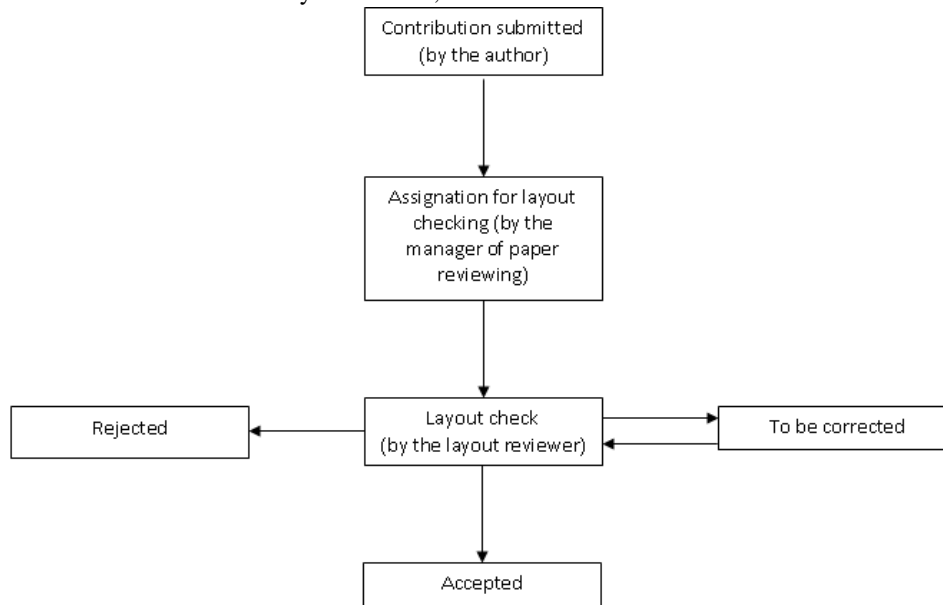 Contribution submitted
(by the author)
Assignation for layout
checking (by the
manager of paper
reviewing)
Rejected
Layout check
(by the layout reviewer)
To be corrected
Accepted